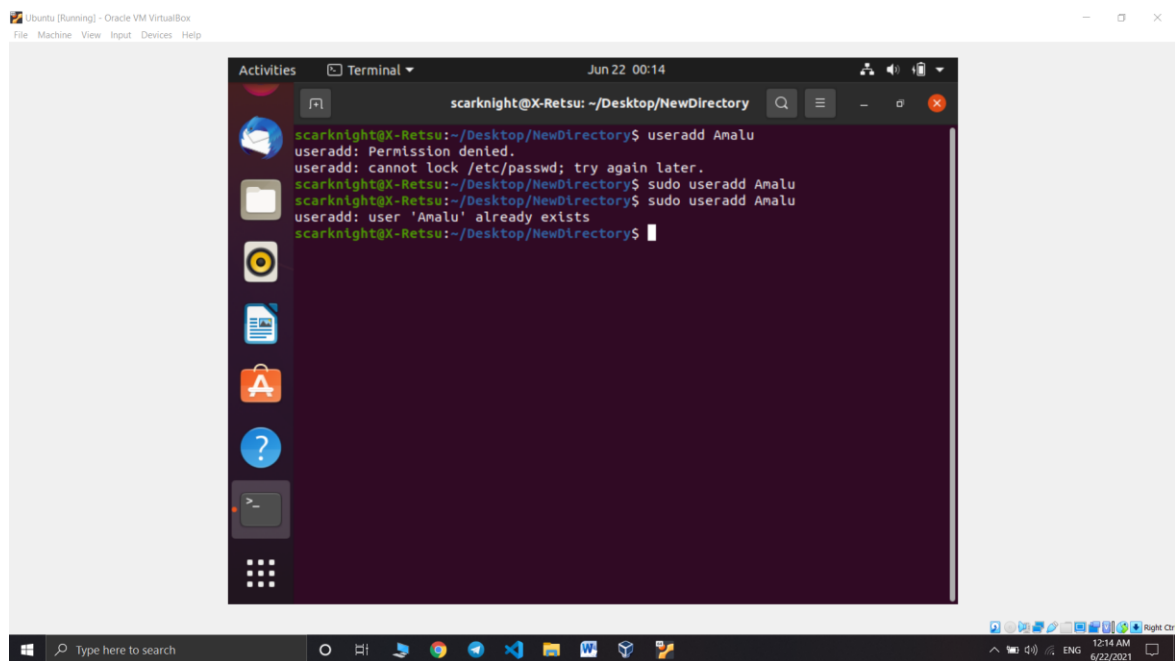 Ubuntu [Running] - Oracle VM VirtualBox
File Machine View Input Devices Help
Activities Terminal Jun 22 00:14
scarknight@X-Retsu: ~/Desktop/NewDirectory
scarknight@X-Retsu:~/Desktop/NewDirectory$ useradd Amalu
useradd: Permission denied.
useradd: cannot lock /etc/passwd; try again later.
scarknight@X-Retsu:~/Desktop/NewDirectory$ sudo useradd Amalu
scarknight@X-Retsu:~/Desktop/NewDirectory$ sudo useradd Amalu
useradd: user 'Amalu' already exists
scarknight@X-Retsu:~/Desktop/NewDirectory$
Right Ctr
Type here to search
ENG
12:14 AM
6/22/2021